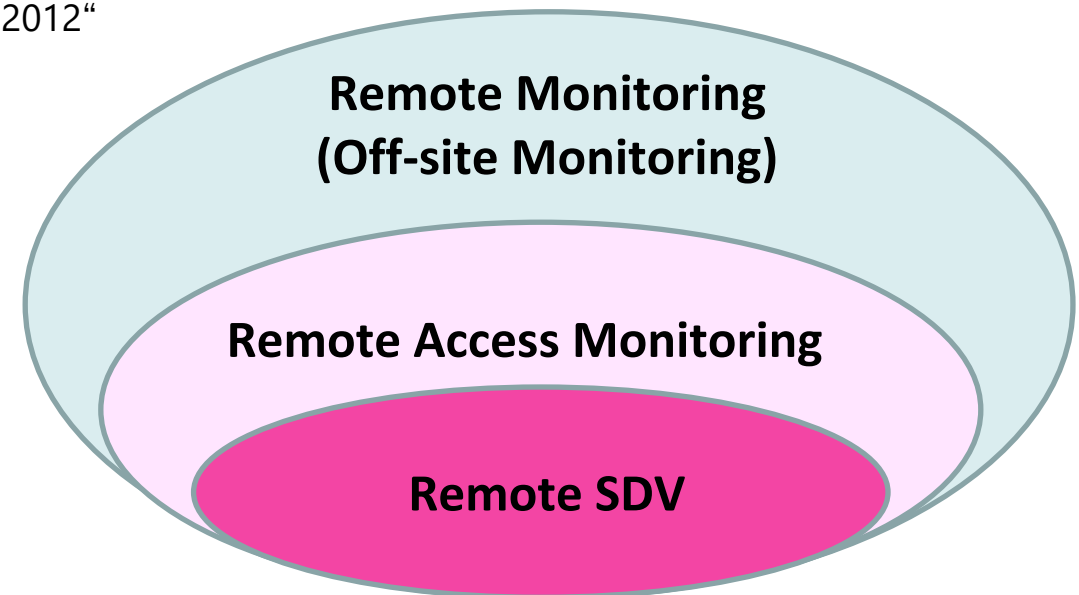 2012“
Remote Monitoring
(Off-site Monitoring)
Remote Access Monitoring
Remote SDV